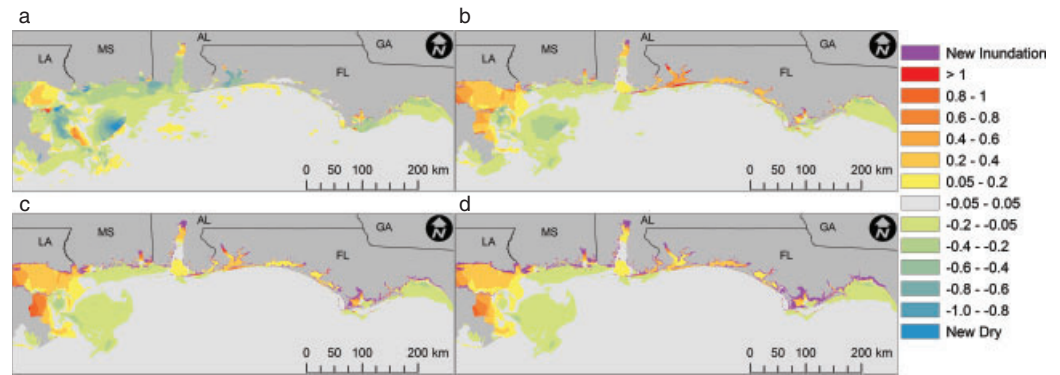 a
LA
MS
AL
GA
FL
N
0 50 100 200 km
b
LA
MS
AL
GA
FL
N
0 50 100 200 km
c
LA
MS
AL
GA
FL
N
0 50 100 200 km
d
LA
MS
AL
GA
FL
N
0 50 100 200 km
New Inundation
> 1
0.8 - 1
0.6 - 0.8
0.4 - 0.6
0.2 - 0.4
0.05 - 0.2
-0.05 - 0.05
-0.2 - -0.05
-0.4 - -0.2
-0.6 - -0.4
-0.8 - -0.6
-1.0 - -0.8
New Dry